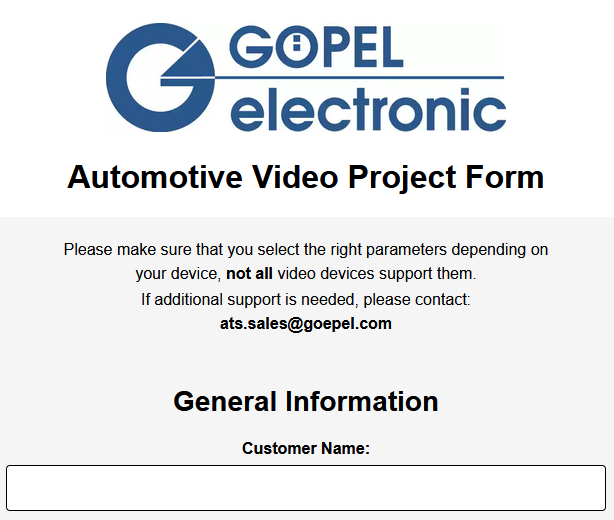 GÖPEL
electronic
Automotive Video Project Form
Please make sure that you select the right parameters depending on
your device, not all video devices support them.
If additional support is needed, please contact:
ats.sales@goepel.com
General Information
Customer Name: